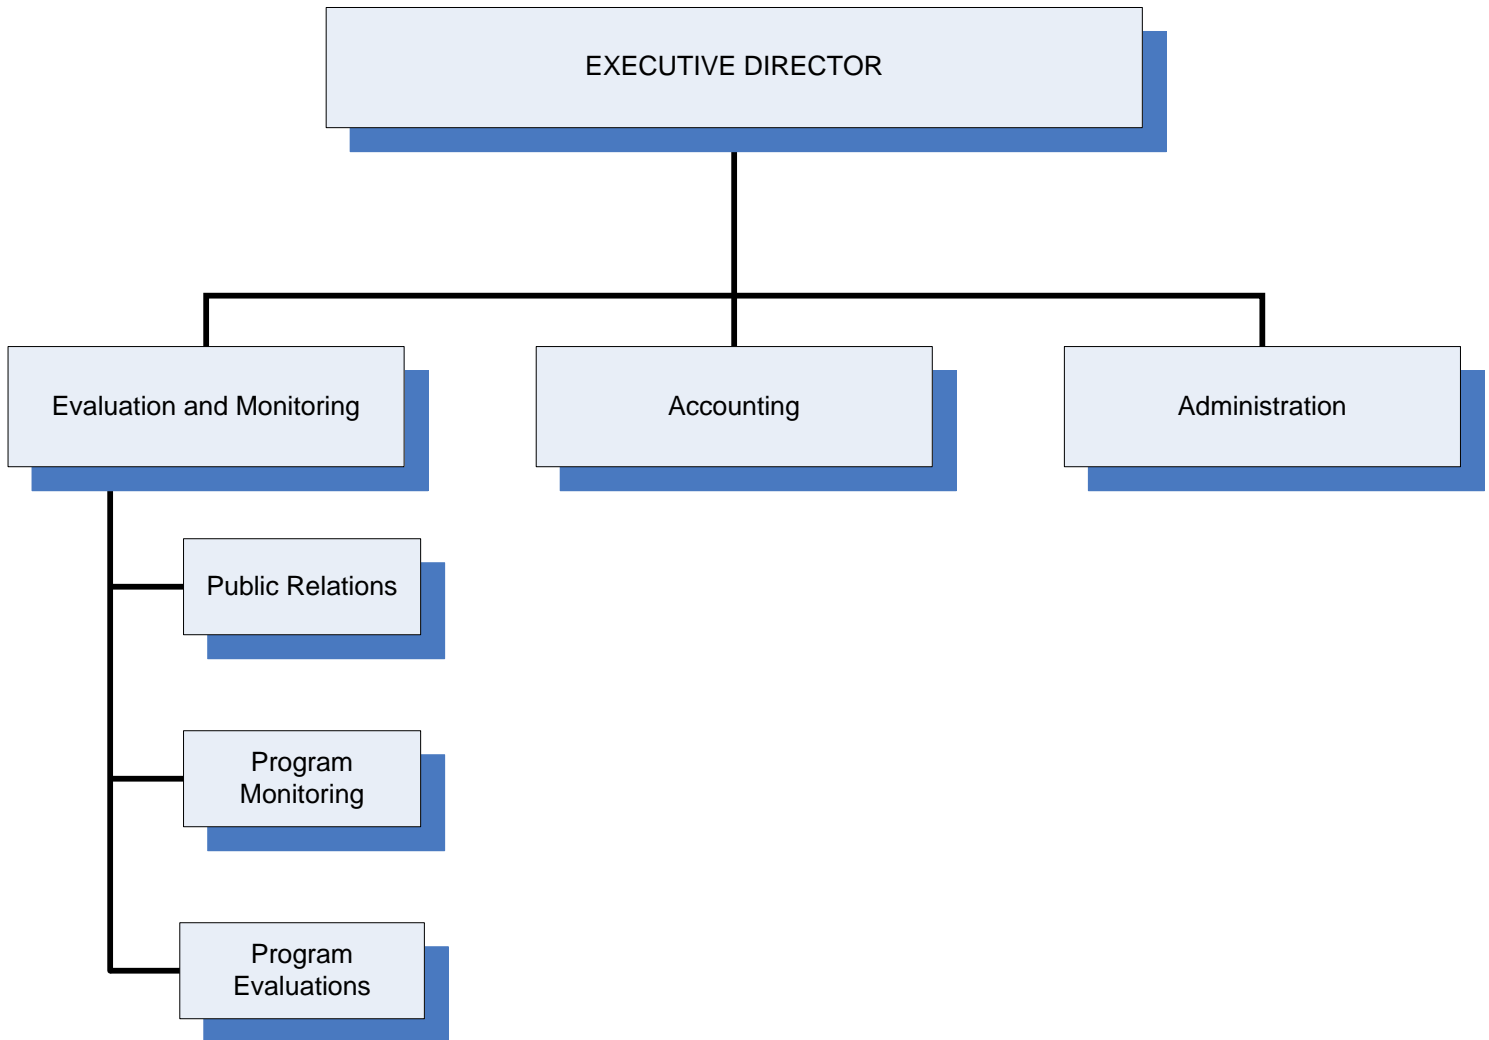 EXECUTIVE DIRECTOR
Evaluation and Monitoring
Accounting
Administration
Public Relations
Program
Monitoring
Program
Evaluations